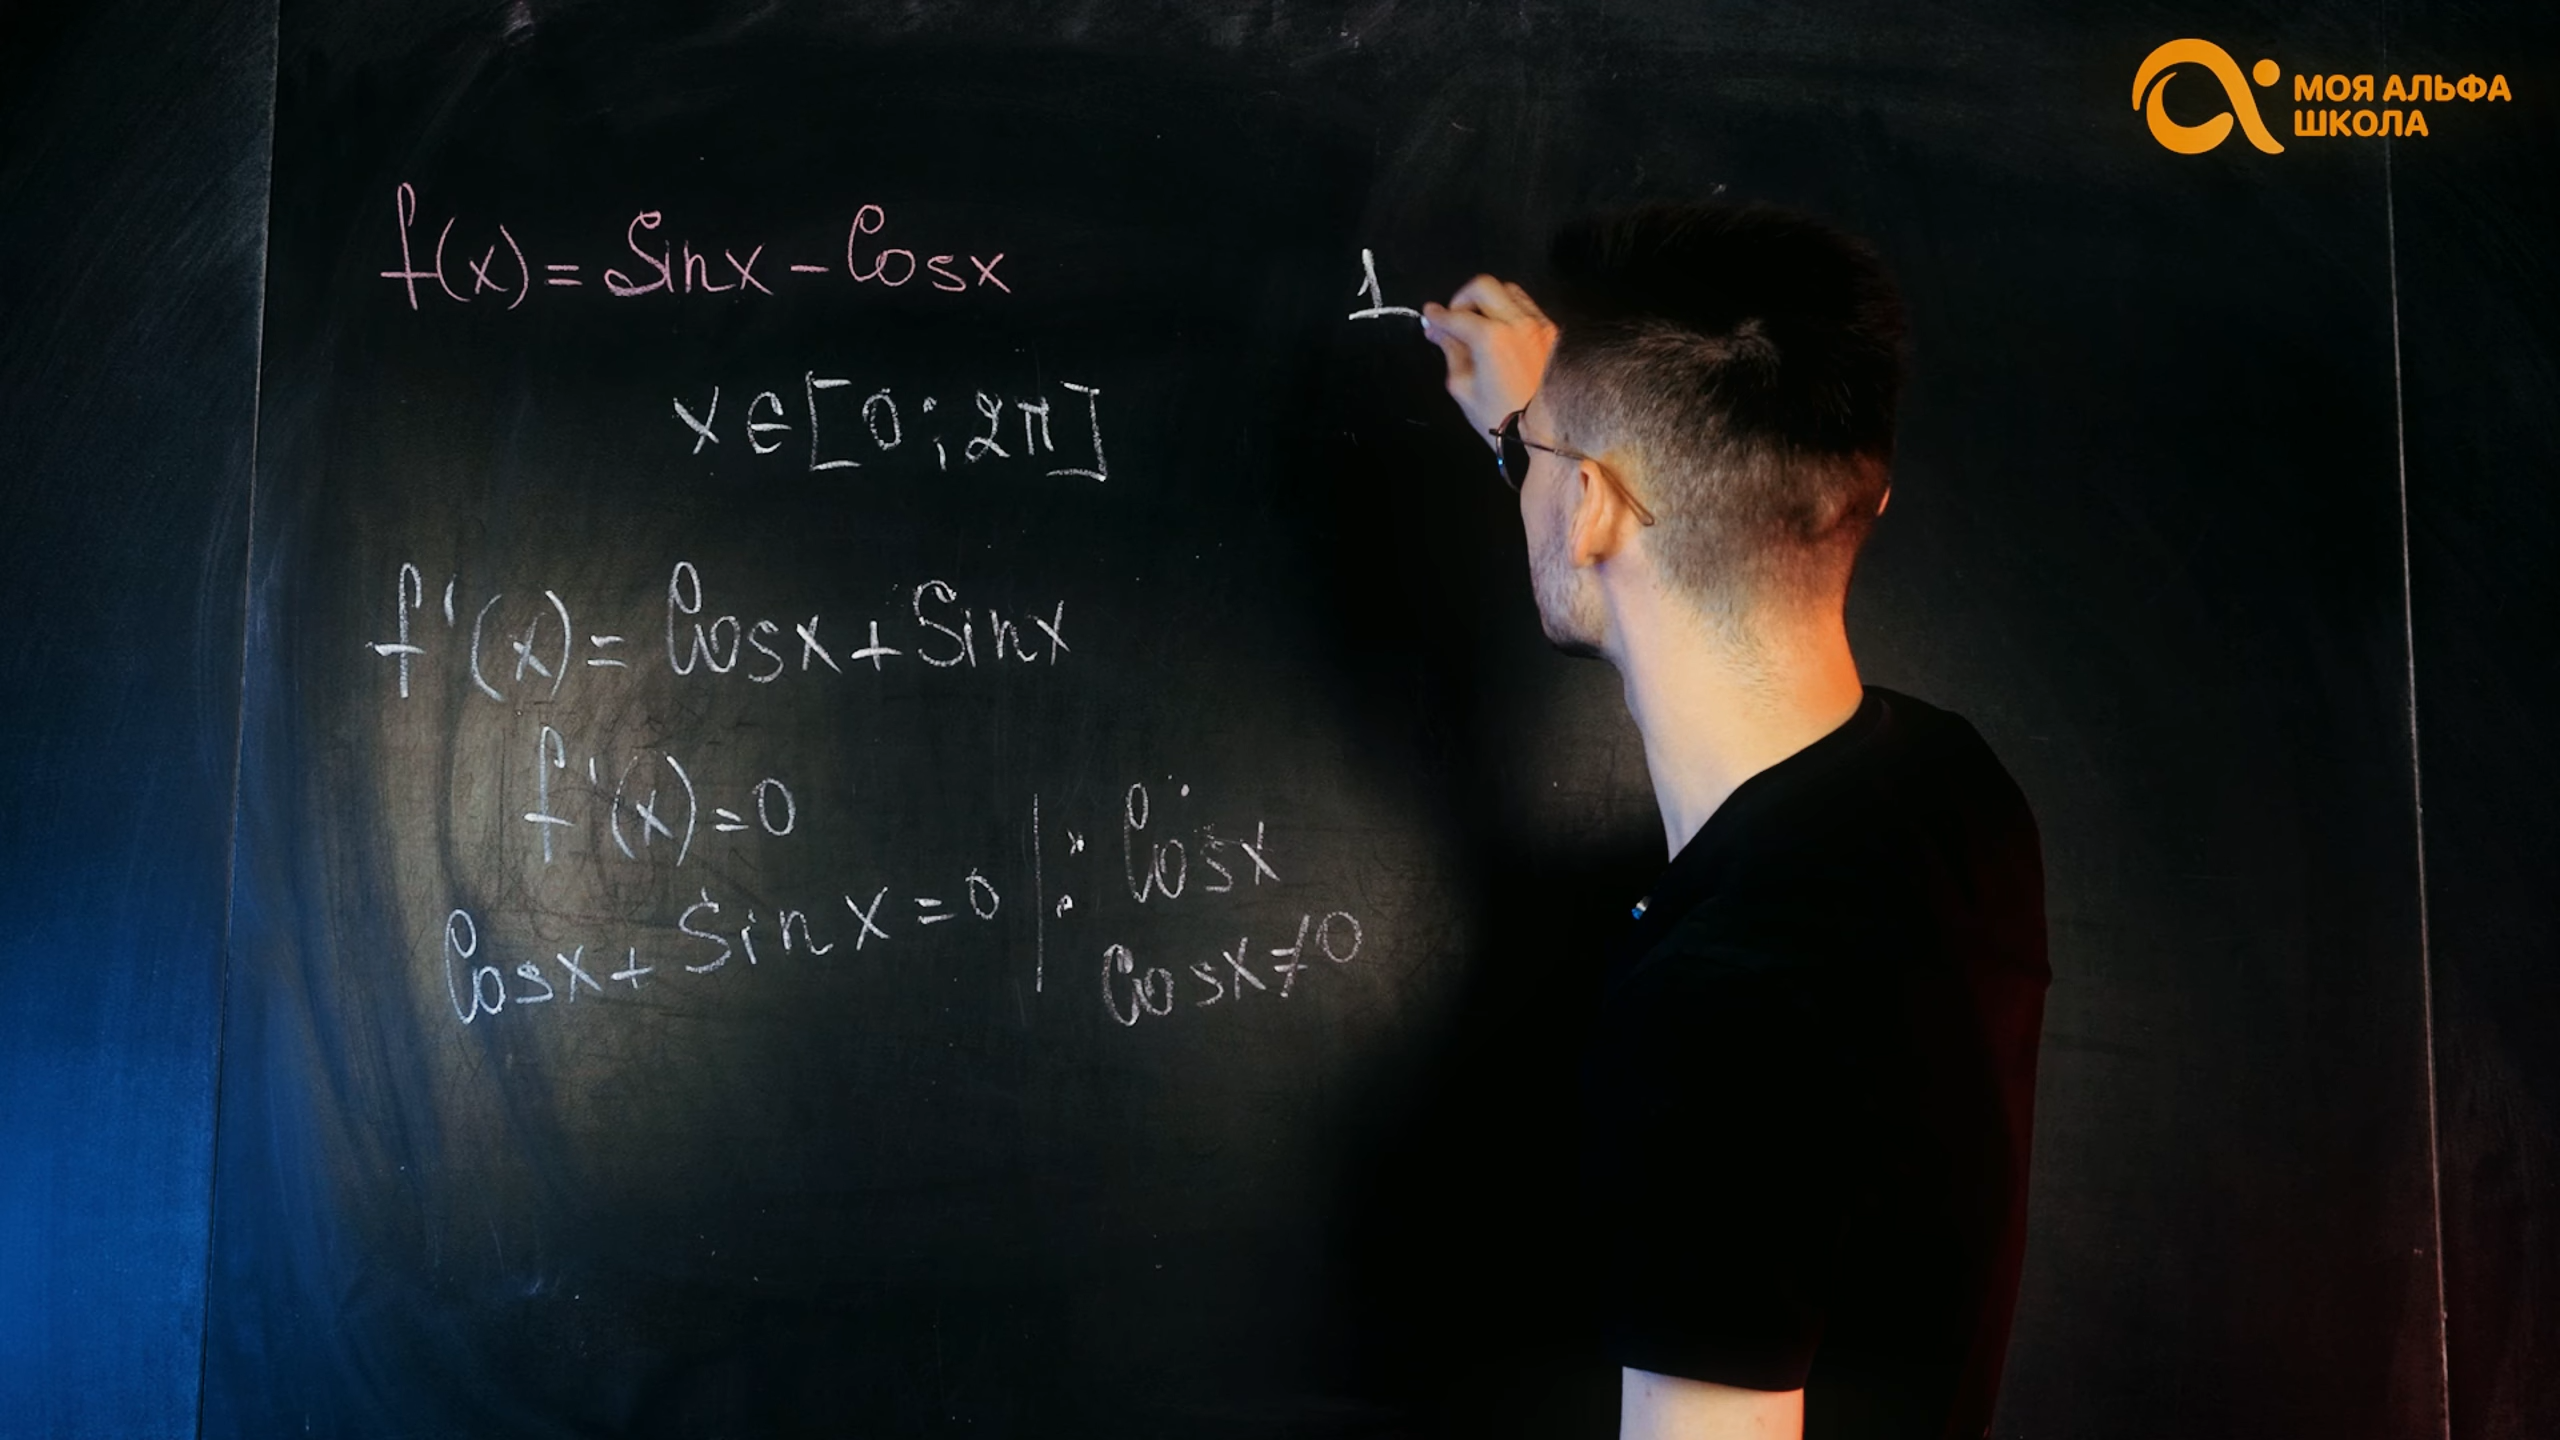 МОЯ АЛЬФА
ШКОЛА
f(x) = Sinx - Cosx
x ∈ [0; 2π]
f'(x) = Cosx + Sinx
f'(x) = 0
Cosx + Sinx = 0 | : Cosx
Cosx ≠ 0
1